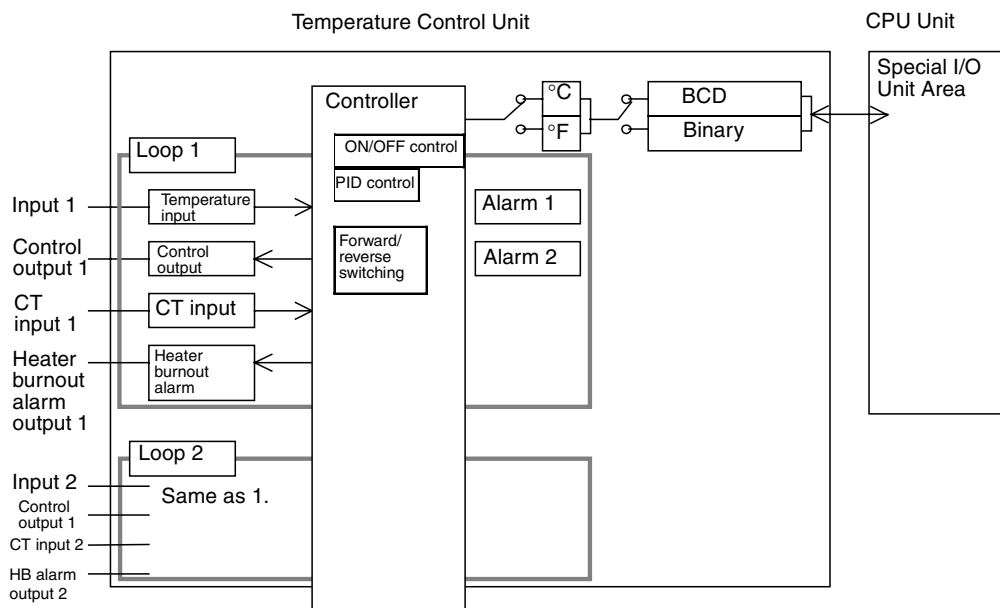 Temperature Control Unit
CPU Unit
Special I/O
Unit Area
Controller
°C
°F
BCD
Binary
ON/OFF control
PID control
Forward/
reverse
switching
Loop 1
Input 1
Temperature
input
Alarm 1
Control
output 1
Control
output
Alarm 2
CT
input 1
CT input
Heater
burnout
alarm
output 1
Heater
burnout
alarm
Loop 2
Input 2
Same as 1.
Control
output 1
CT input 2
HB alarm
output 2